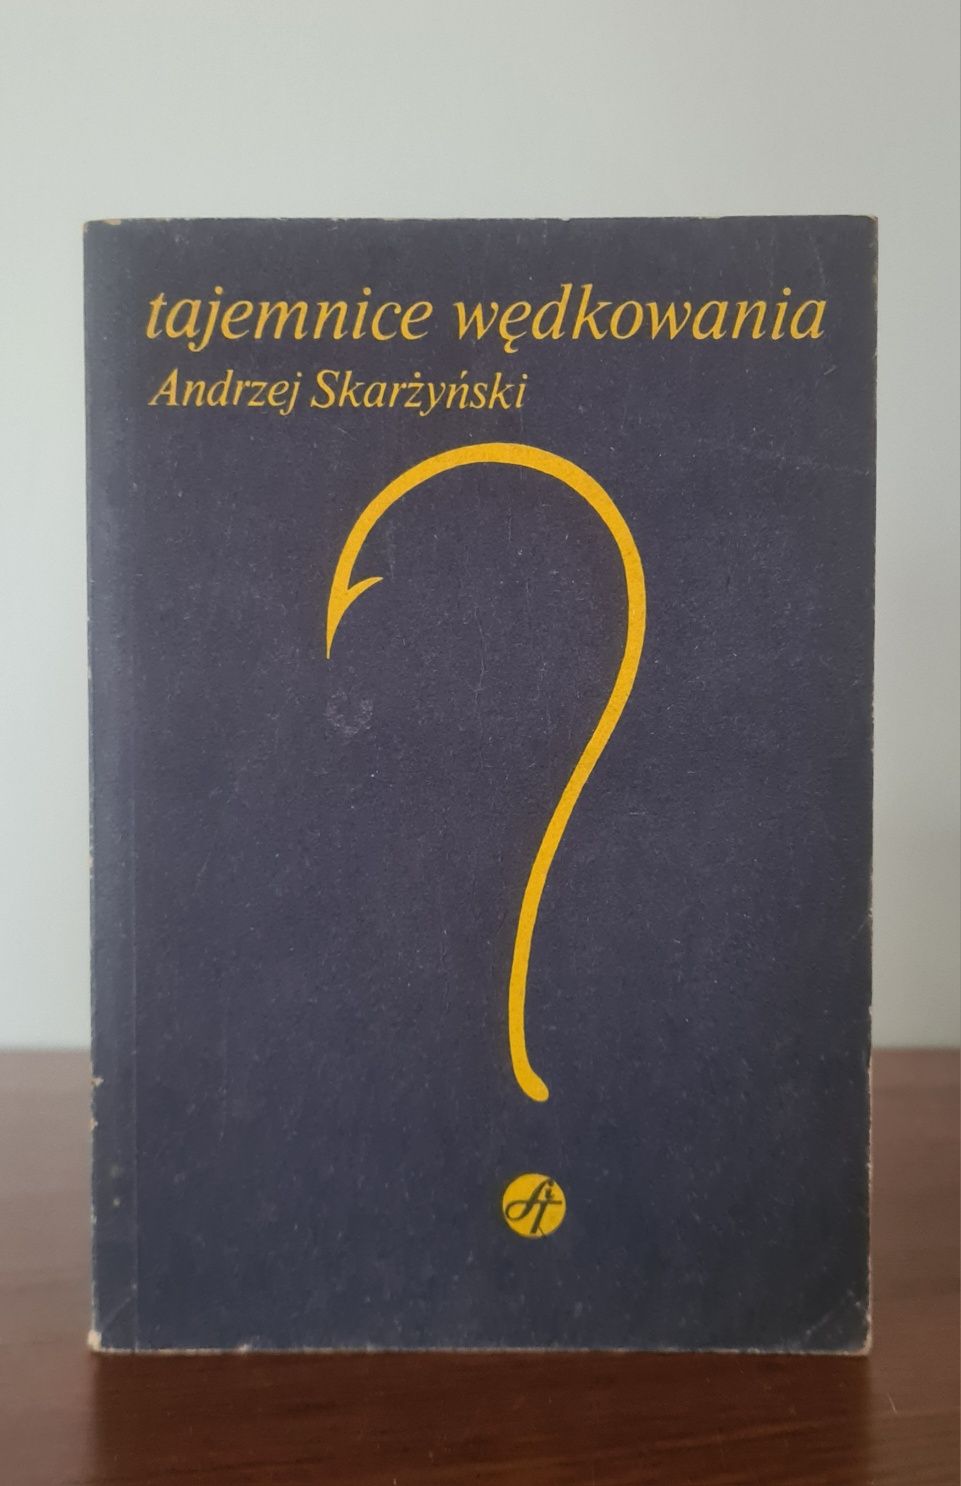 tajemnice wędkowania
Andrzej Skarżyński